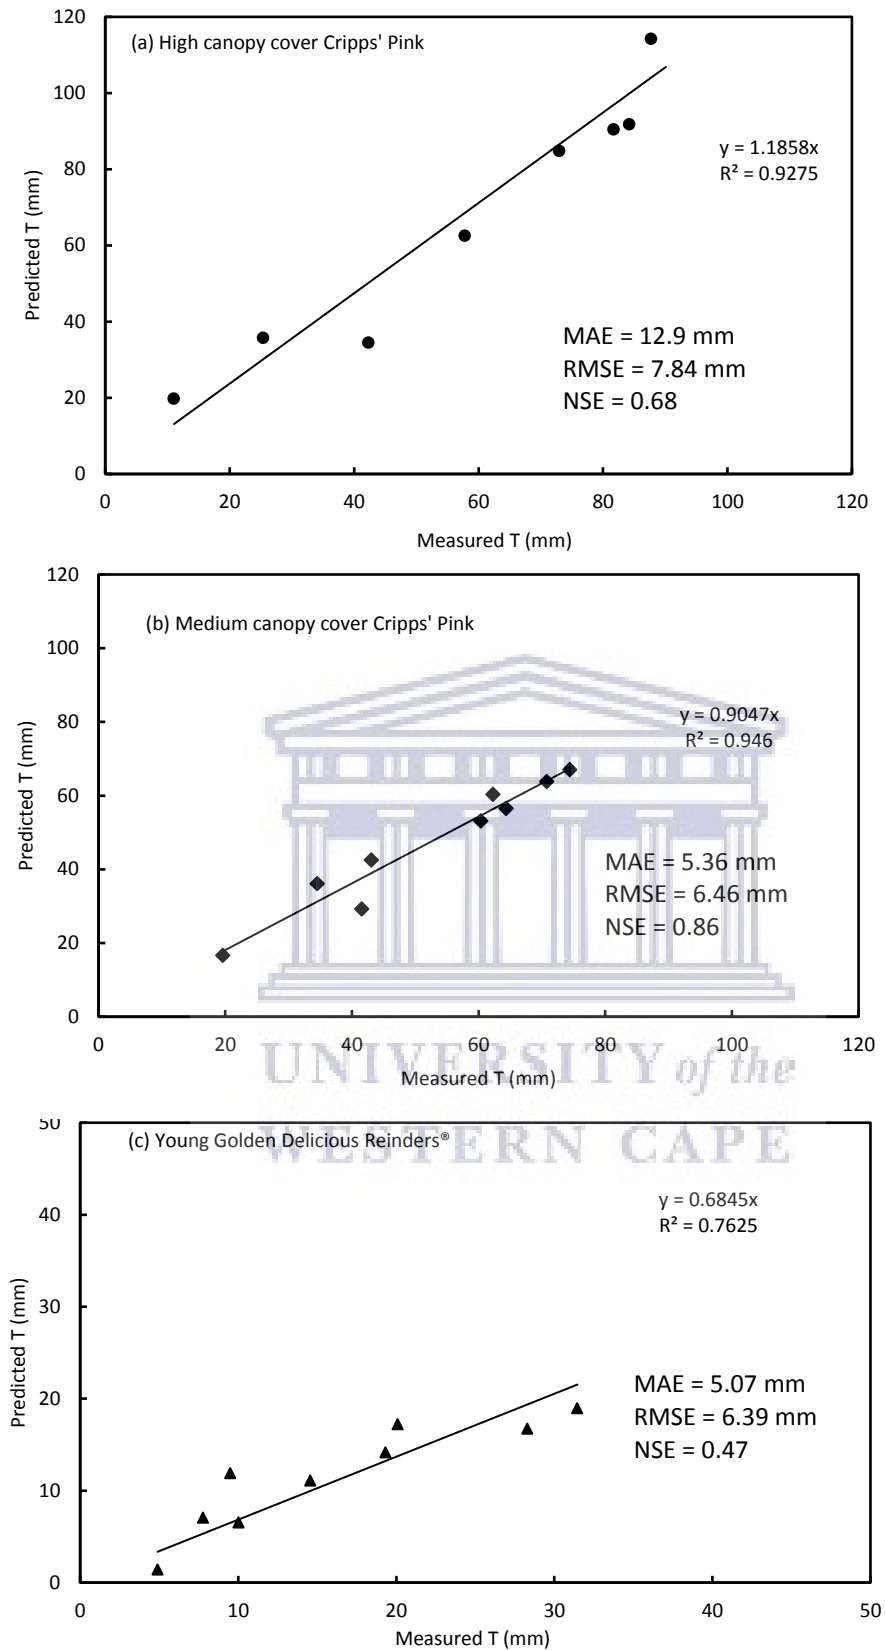 120
(a) High canopy cover Cripps' Pink
100
y = 1.1858x
R² = 0.9275
80
Predicted T (mm)
60
40
MAE = 12.9 mm
RMSE = 7.84 mm
NSE = 0.68
20
0
0 20 40 60 80 100 120
Measured T (mm)
120
(b) Medium canopy cover Cripps' Pink
100
y = 0.9047x
R² = 0.946
80
Predicted T (mm)
60
40
MAE = 5.36 mm
RMSE = 6.46 mm
NSE = 0.86
20
0
0 20 40 60 80 100 120
Measured T (mm)
UNIVERSITY of the
WESTERN CAPE
50
(c) Young Golden Delicious Reinders®
y = 0.6845x
R² = 0.7625
40
Predicted T (mm)
30
20
MAE = 5.07 mm
RMSE = 6.39 mm
NSE = 0.47
10
0
0 10 20 30 40 50
Measured T (mm)